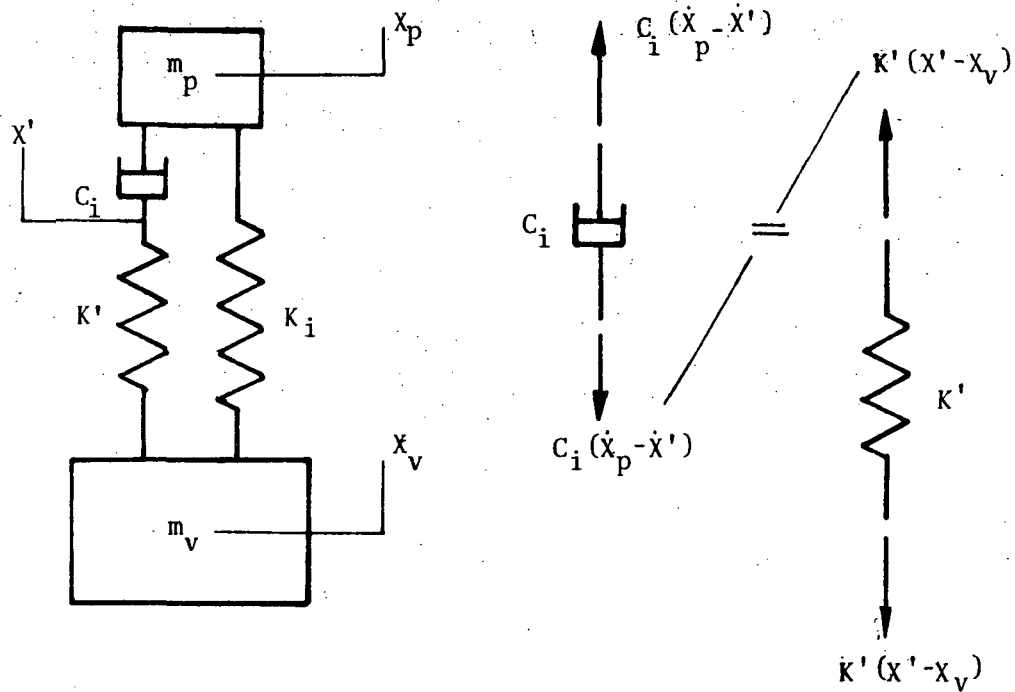 X_p
m_p
X'
C_i
K'
K_i
X_v
m_v
C_i(Ẋ_p-Ẋ')
K'(X'-X_v)
C_i
=
K'
C_i(Ẋ_p-Ẋ')
K'(X'-X_v)